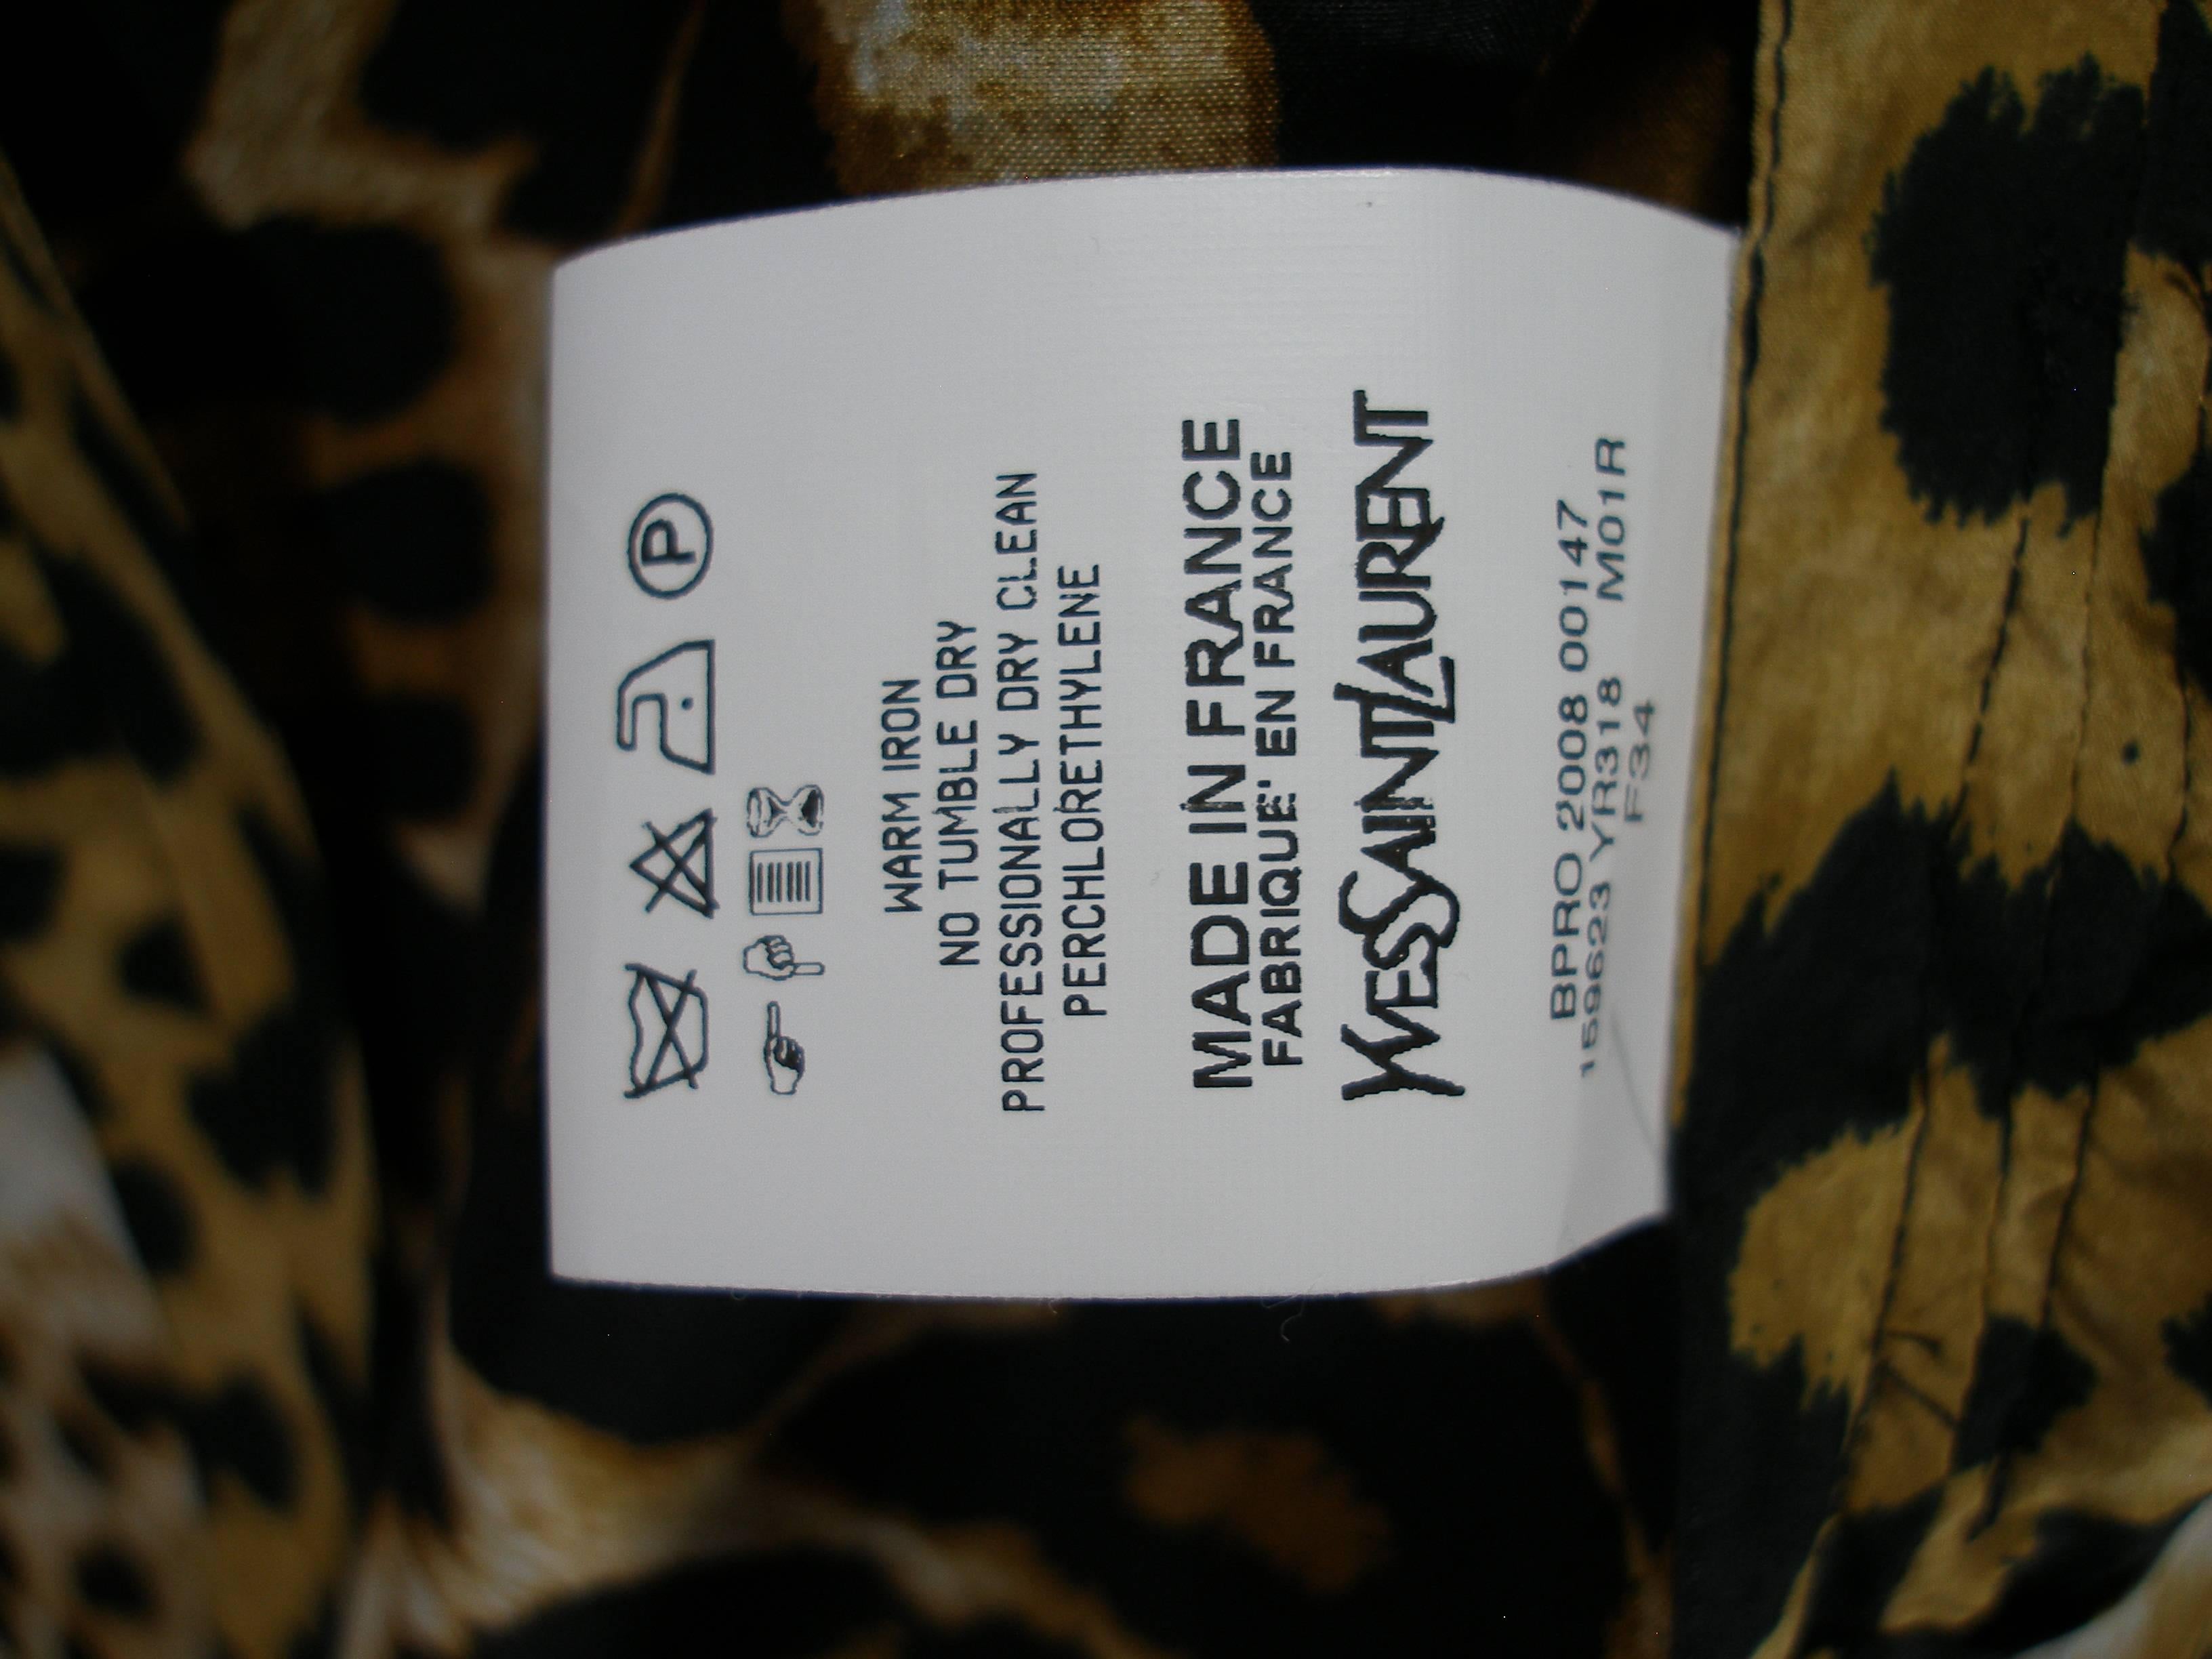 P
WARM IRON
NO TUMBLE DRY
PROFESSIONALLY DRY CLEAN
PERCHLORETHYLENE
MADE IN FRANCE
FABRIQUE' EN FRANCE
YVESSAINTLAURENT
BPRO 2008 00147
159623 YR318 M01R
F34